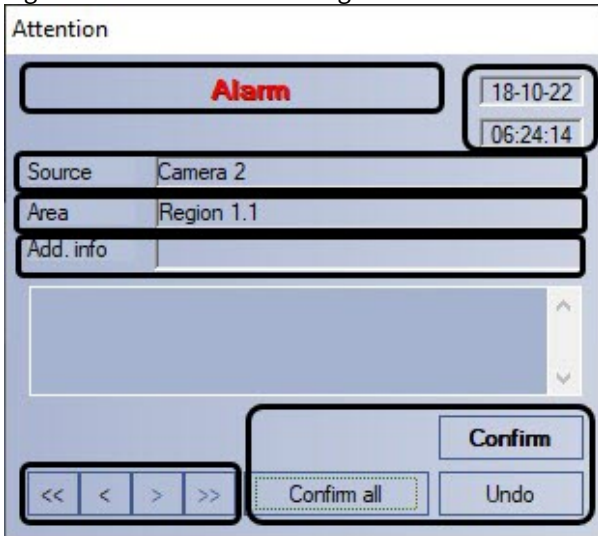 Attention
Alarm
18-10-22
06:24:14
Source Camera 2
Area Region 1.1
Add. info
Confirm
<< < > >> Confirm all Undo